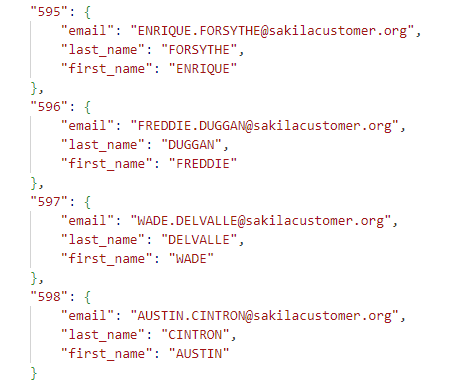 "595": {
"email": "ENRIQUE.FORSYTHE@sakilacustomer.org",
"last_name": "FORSYTHE",
"first_name": "ENRIQUE"
},
"596": {
"email": "FREDDIE.DUGGAN@sakilacustomer.org",
"last_name": "DUGGAN",
"first_name": "FREDDIE"
},
"597": {
"email": "WADE.DELVALLE@sakilacustomer.org",
"last_name": "DELVALLE",
"first_name": "WADE"
},
"598": {
"email": "AUSTIN.CINTRON@sakilacustomer.org",
"last_name": "CINTRON",
"first_name": "AUSTIN"
}